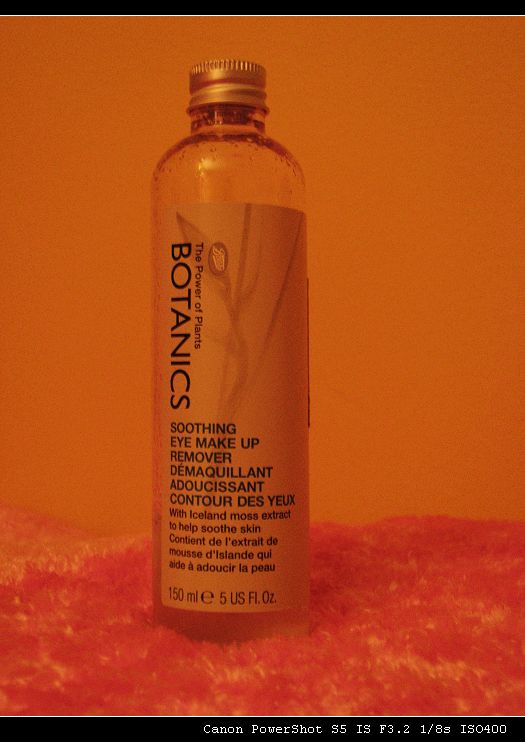 Boots
The Power of Plants
BOTANICS
SOOTHING
EYE MAKE UP
REMOVER
DÉMAQUILLANT
ADOUCISSANT
CONTOUR DES YEUX
With Iceland moss extract
to help soothe skin
Contient de l'extrait de
mousse d'Islande qui
aide à adoucir la peau
150 ml ℮ 5 US Fl. Oz.
Canon PowerShot S5 IS F3.2 1/8s ISO400